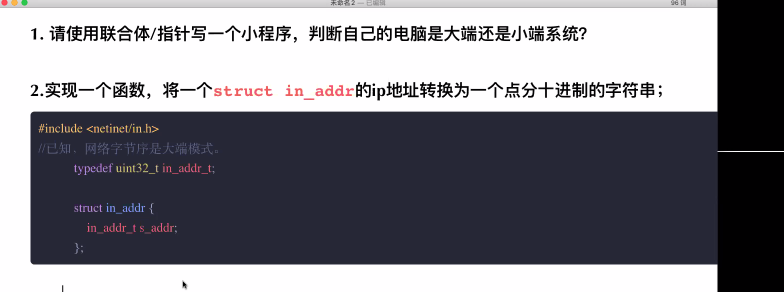 未命名 2 — 已编辑
96 词
1. 请使用联合体/指针写一个小程序，判断自己的电脑是大端还是小端系统？
2.实现一个函数，将一个struct in_addr的ip地址转换为一个点分十进制的字符串；
#include <netinet/in.h>
//已知。网络字节序是大端模式。
typedef uint32_t in_addr_t;
struct in_addr {
in_addr_t s_addr;
};